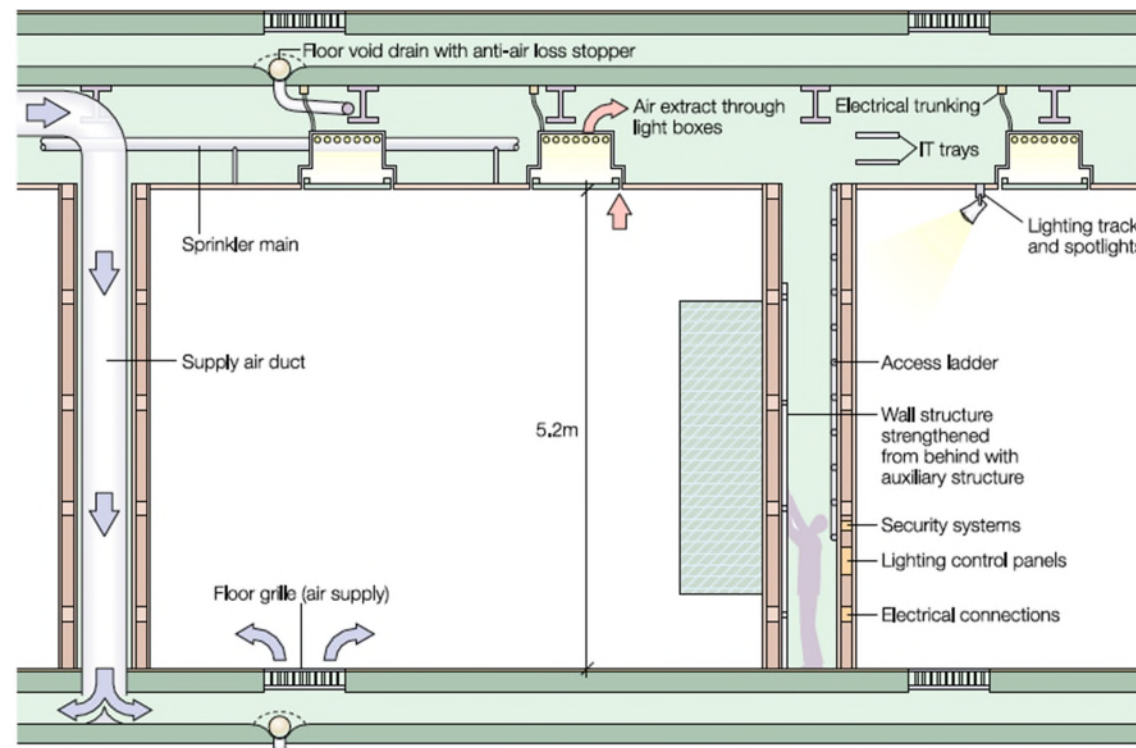 Floor void drain with anti-air loss stopper
Air extract through
light boxes
Electrical trunking
IT trays
Sprinkler main
Lighting track
and spotlights
Supply air duct
Access ladder
5.2m
Wall structure
strengthened
from behind with
auxiliary structure
Security systems
Lighting control panels
Floor grille (air supply)
Electrical connections